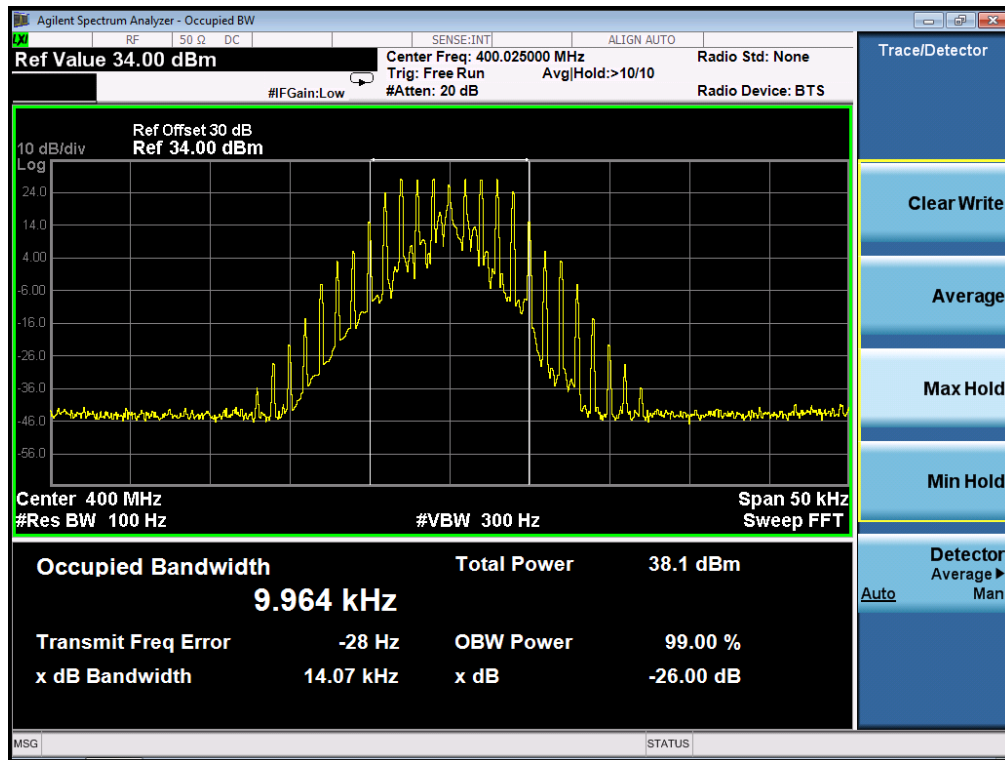 Agilent Spectrum Analyzer - Occupied BW
LXI RF 50 Ω DC SENSE:INT ALIGN AUTO
Ref Value 34.00 dBm
Center Freq: 400.025000 MHz Radio Std: None
Trig: Free Run Avg|Hold:>10/10
#IFGain:Low #Atten: 20 dB Radio Device: BTS
Ref Offset 30 dB
10 dB/div Ref 34.00 dBm
Log
24.0
14.0
4.00
-6.00
-16.0
-26.0
-36.0
-46.0
-56.0
Center 400 MHz Span 50 kHz
#Res BW 100 Hz #VBW 300 Hz Sweep FFT
Occupied Bandwidth Total Power 38.1 dBm
9.964 kHz
Transmit Freq Error -28 Hz OBW Power 99.00 %
x dB Bandwidth 14.07 kHz x dB -26.00 dB
MSG STATUS
Trace/Detector
Clear Write
Average
Max Hold
Min Hold
Detector
Average
Auto Man